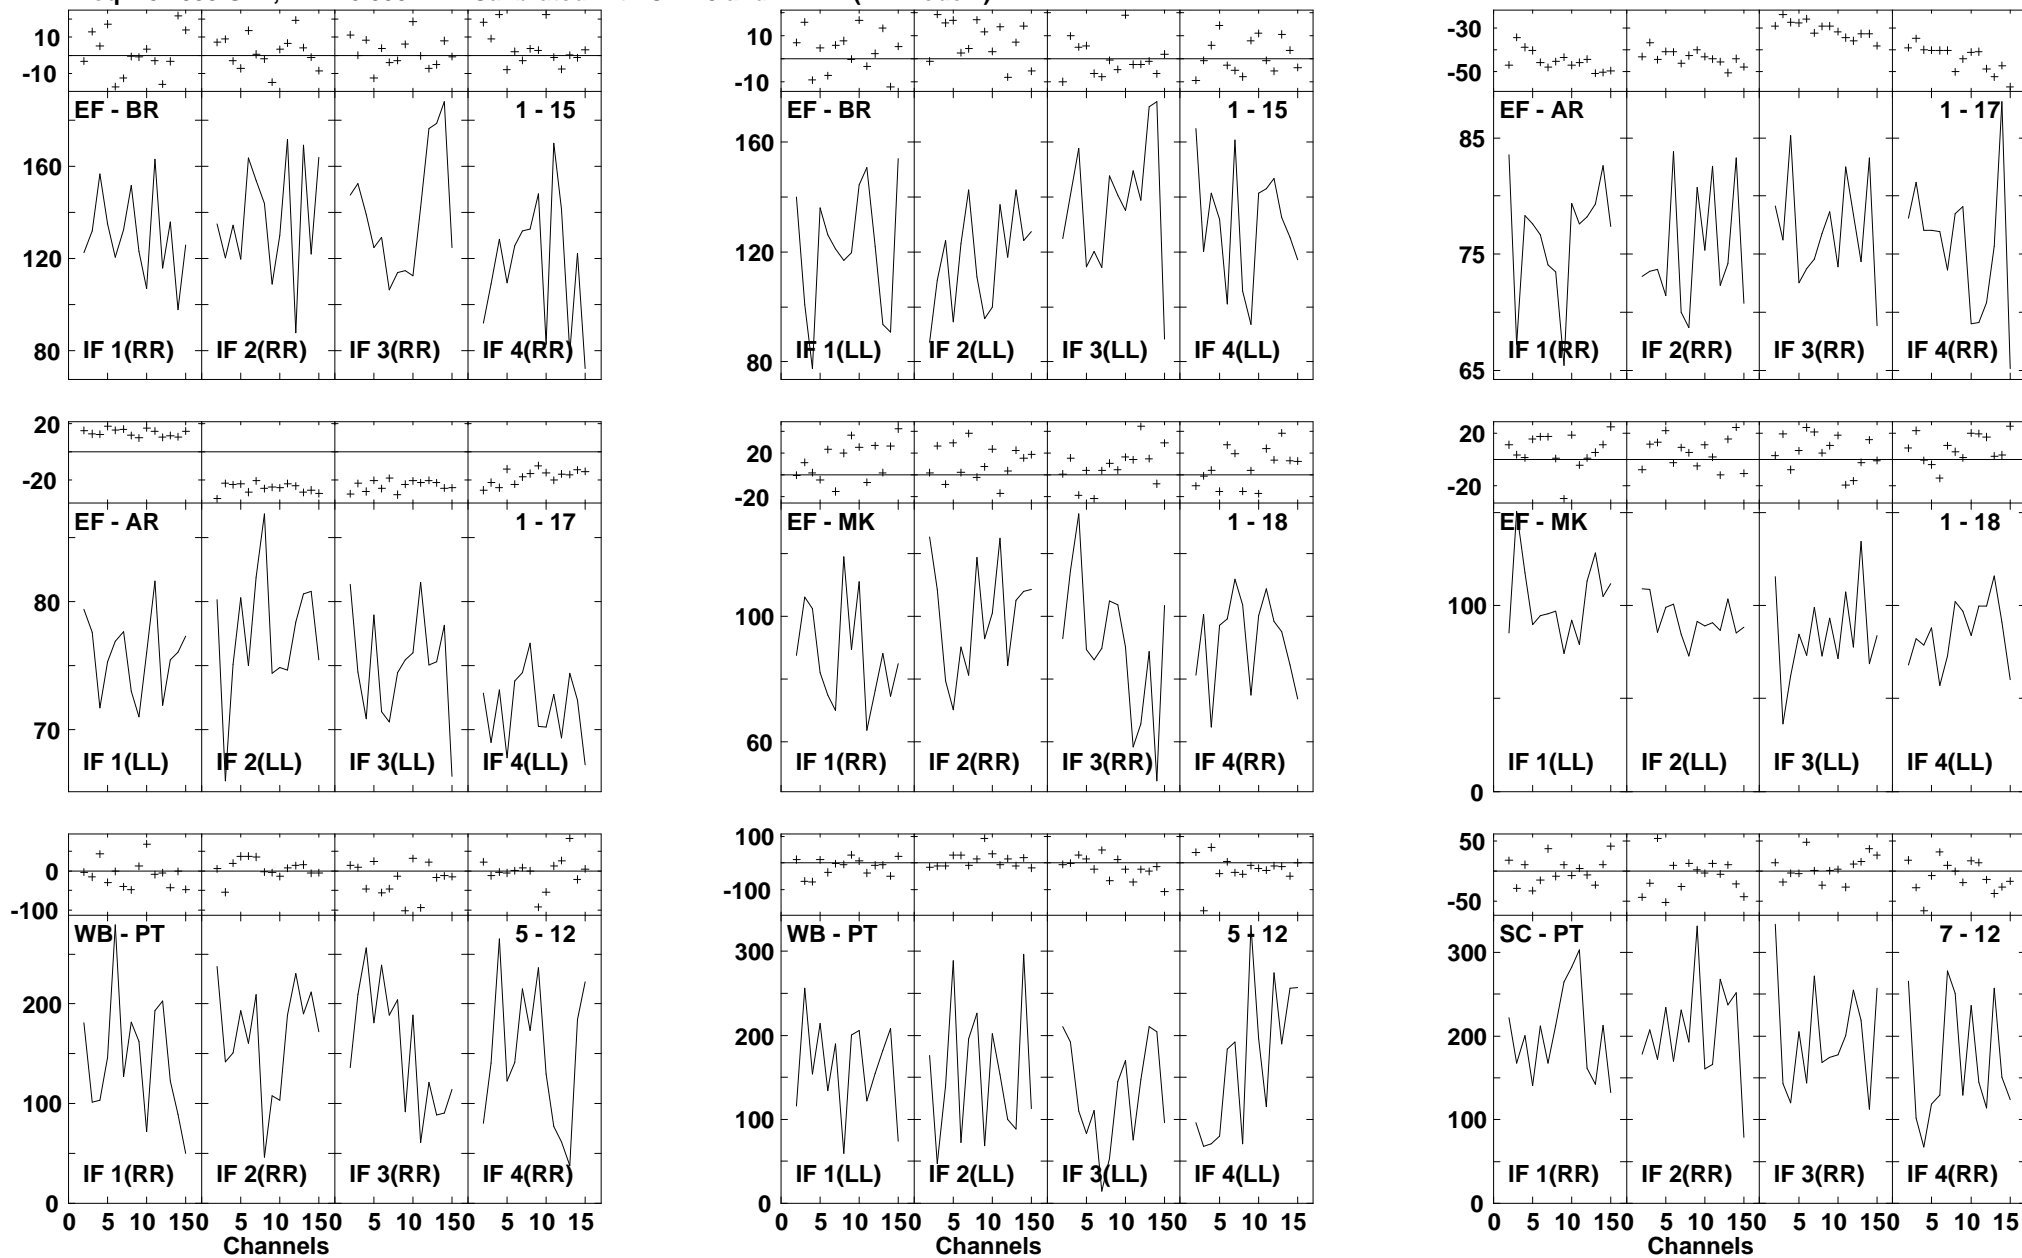 10 -10 10 -10 -30 -50
EF - BR 1 - 15 EF - BR 1 - 15 EF - AR 1 - 17
160 120 80 160 120 80 85 75 65
IF 1(RR) IF 2(RR) IF 3(RR) IF 4(RR) IF 1(LL) IF 2(LL) IF 3(LL) IF 4(LL) IF 1(RR) IF 2(RR) IF 3(RR) IF 4(RR)
20 -20 20 -20 20 -20
EF - AR 1 - 17 EF - MK 1 - 18 EF - MK 1 - 18
80 70 100 60 100 0
IF 1(LL) IF 2(LL) IF 3(LL) IF 4(LL) IF 1(RR) IF 2(RR) IF 3(RR) IF 4(RR) IF 1(LL) IF 2(LL) IF 3(LL) IF 4(LL)
0 -100 100 -100 50 -50
WB - PT 5 - 12 WB - PT 5 - 12 SC - PT 7 - 12
200 100 0 300 200 100 0 300 200 100 0
IF 1(RR) IF 2(RR) IF 3(RR) IF 4(RR) IF 1(LL) IF 2(LL) IF 3(LL) IF 4(LL) IF 1(RR) IF 2(RR) IF 3(RR) IF 4(RR)
0 5 10 150 5 10 150 5 10 150 5 10 15 0 5 10 150 5 10 150 5 10 150 5 10 15 0 5 10 150 5 10 150 5 10 150 5 10 15
Channels Channels Channels